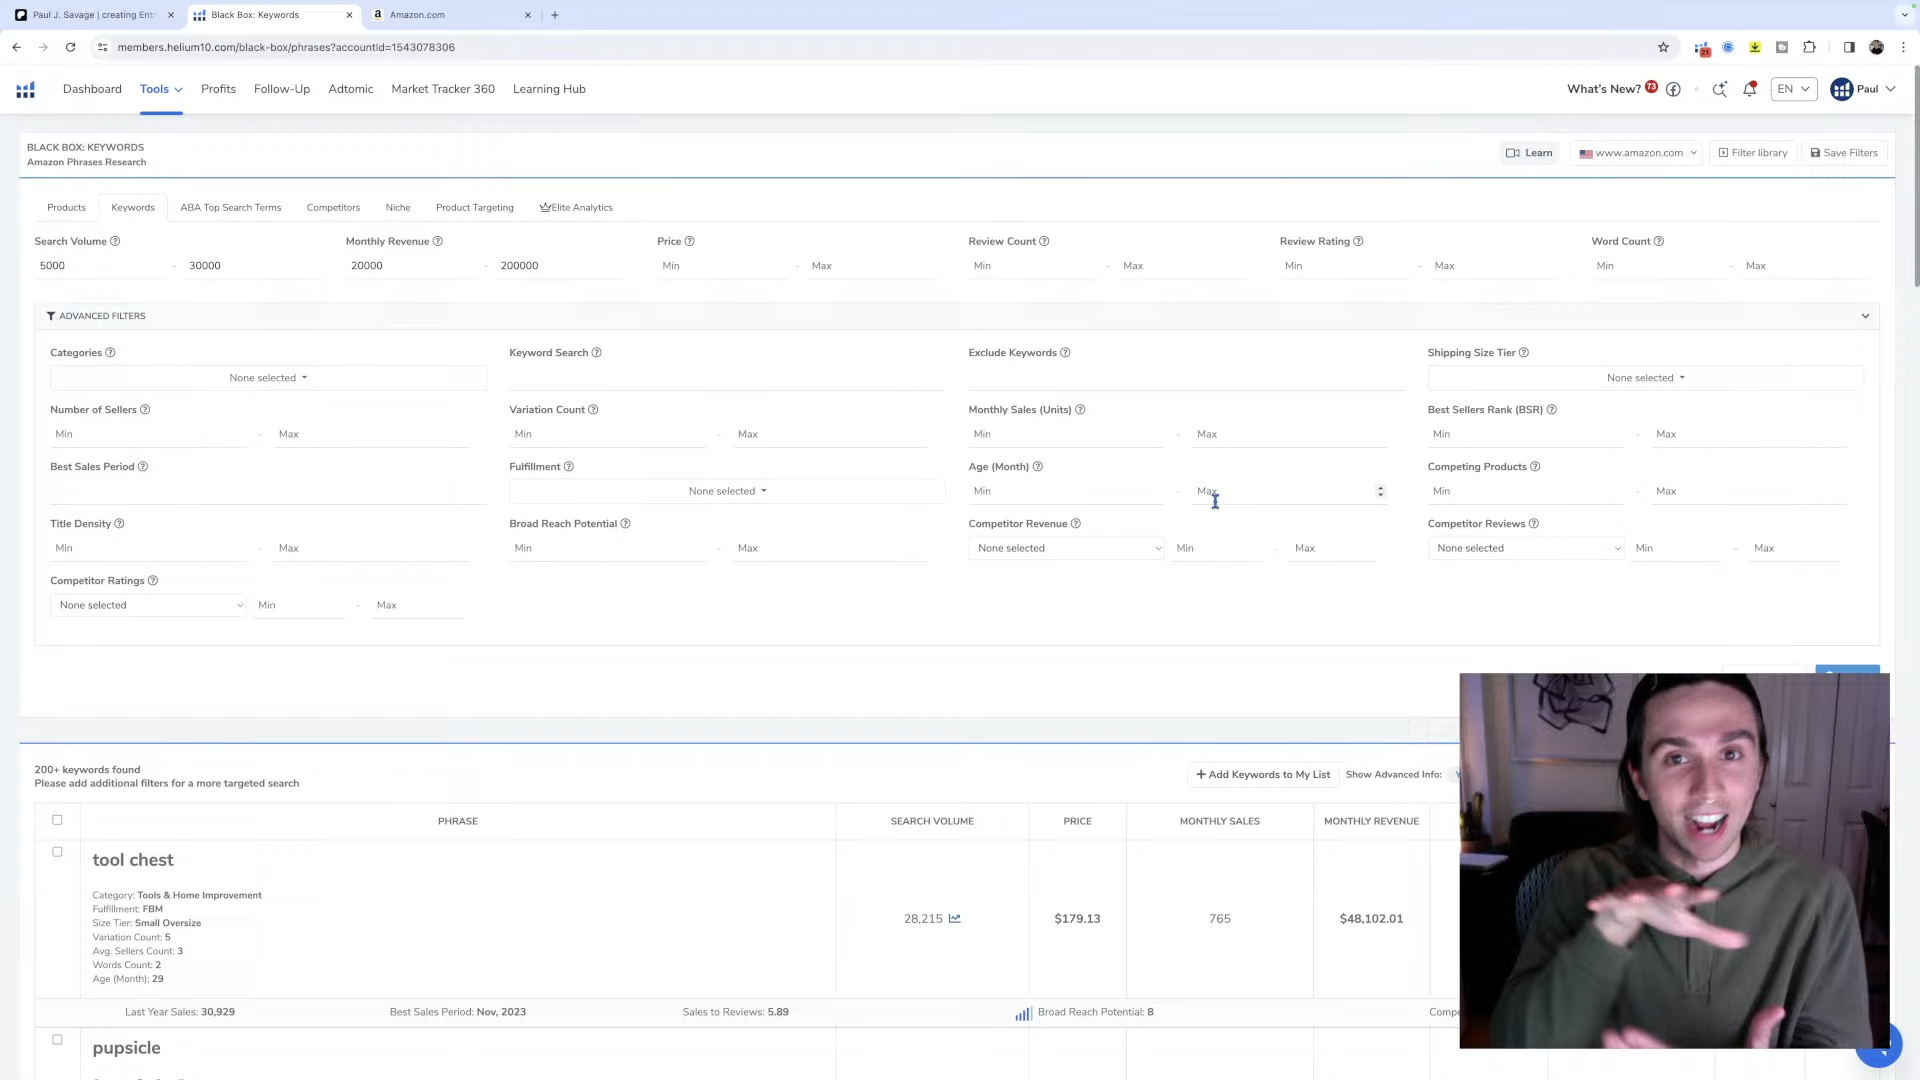 Paul J. Savage | creating Entr
Black Box: Keywords
Amazon.com
members.helium10.com/black-box/phrases?accountId=1543078306
21
Dashboard
Tools
Profits
Follow-Up
Adtomic
Market Tracker 360
Learning Hub
What's New?
73
EN
Paul
BLACK BOX: KEYWORDS
Amazon Phrases Research
Learn
www.amazon.com
Filter library
Save Filters
Products
Keywords
ABA Top Search Terms
Competitors
Niche
Product Targeting
Elite Analytics
Search Volume
Monthly Revenue
Price
Review Count
Review Rating
Word Count
5000 - 30000
20000 - 200000
Min - Max
Min - Max
Min - Max
Min - Max
ADVANCED FILTERS
Categories
Keyword Search
Exclude Keywords
Shipping Size Tier
None selected
None selected
Number of Sellers
Variation Count
Monthly Sales (Units)
Best Sellers Rank (BSR)
Min - Max
Min - Max
Min - Max
Min - Max
Best Sales Period
Fulfillment
Age (Month)
Competing Products
None selected
Min - Max
Min - Max
Title Density
Broad Reach Potential
Competitor Revenue
Competitor Reviews
Min - Max
Min - Max
None selected
Min - Max
None selected
Min - Max
Competitor Ratings
None selected
Min - Max
200+ keywords found
Please add additional filters for a more targeted search
+ Add Keywords to My List
Show Advanced Info:
PHRASE
SEARCH VOLUME
PRICE
MONTHLY SALES
MONTHLY REVENUE
tool chest
Category: Tools & Home Improvement
Fulfillment: FBM
Size Tier: Small Oversize
Variation Count: 5
Avg. Sellers Count: 3
Words Count: 2
Age (Month): 29
28,215
$179.13
765
$48,102.01
Last Year Sales: 30,929
Best Sales Period: Nov, 2023
Sales to Reviews: 5.89
Broad Reach Potential: 8
Compe
pupsicle